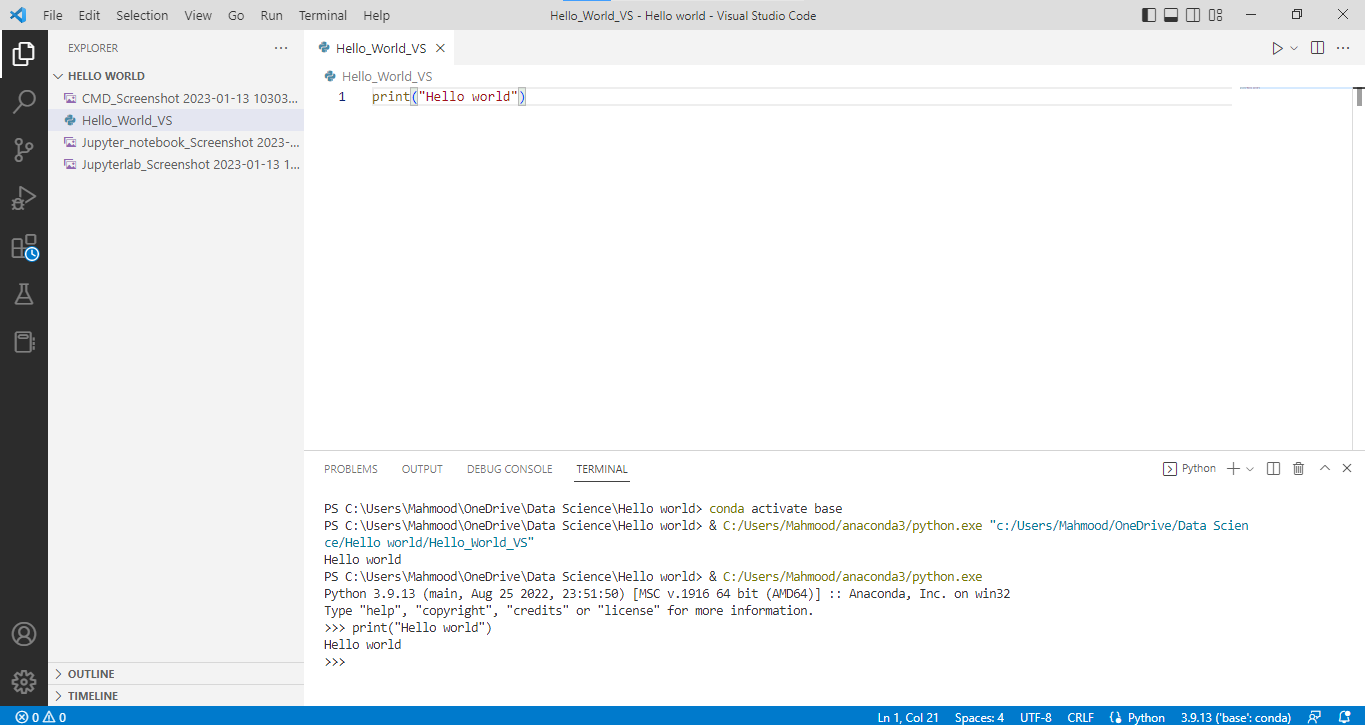 File Edit Selection View Go Run Terminal Help
Hello_World_VS - Hello world - Visual Studio Code
EXPLORER
HELLO WORLD
CMD_Screenshot 2023-01-13 10303...
Hello_World_VS
Jupyter_notebook_Screenshot 2023-...
Jupyterlab_Screenshot 2023-01-13 1...
OUTLINE
TIMELINE
Hello_World_VS
Hello_World_VS
1 print("Hello world")
PROBLEMS OUTPUT DEBUG CONSOLE TERMINAL
Python
PS C:\Users\Mahmood\OneDrive\Data Science\Hello world> conda activate base
PS C:\Users\Mahmood\OneDrive\Data Science\Hello world> & C:/Users/Mahmood/anaconda3/python.exe "c:/Users/Mahmood/OneDrive/Data Scien
ce/Hello world/Hello_World_VS"
Hello world
PS C:\Users\Mahmood\OneDrive\Data Science\Hello world> & C:/Users/Mahmood/anaconda3/python.exe
Python 3.9.13 (main, Aug 25 2022, 23:51:50) [MSC v.1916 64 bit (AMD64)] :: Anaconda, Inc. on win32
Type "help", "copyright", "credits" or "license" for more information.
>>> print("Hello world")
Hello world
>>>
0 0
Ln 1, Col 21 Spaces: 4 UTF-8 CRLF Python 3.9.13 ('base': conda)